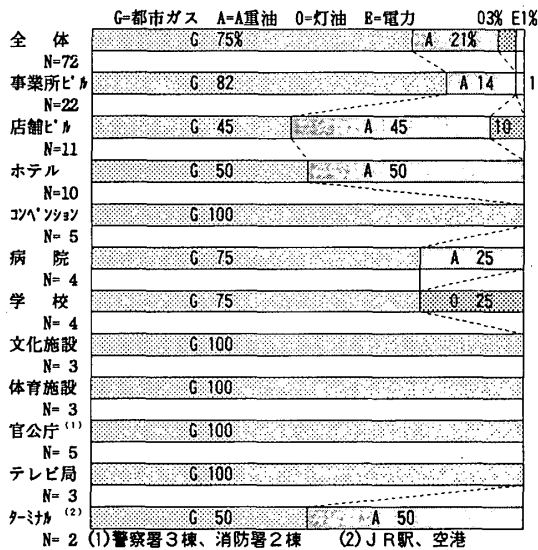 G=都市ガス A=A重油 O=灯油 E=電力 O3% E1%
全体 G 75% A 21%
N=72
事業所ビル G 82 A 14 1
N=22
店舗ビル G 45 A 45 10
N=11
ホテル G 50 A 50
N=10
コンベンション G 100
N= 5
病院 G 75 A 25
N= 4
学校 G 75 O 25
N= 4
文化施設 G 100
N= 3
体育施設 G 100
N= 3
官公庁(1) G 100
N= 5
テレビ局 G 100
N= 3
ターミナル(2) G 50 A 50
N= 2 (1)警察署3棟、消防署2棟 (2)JR駅、空港